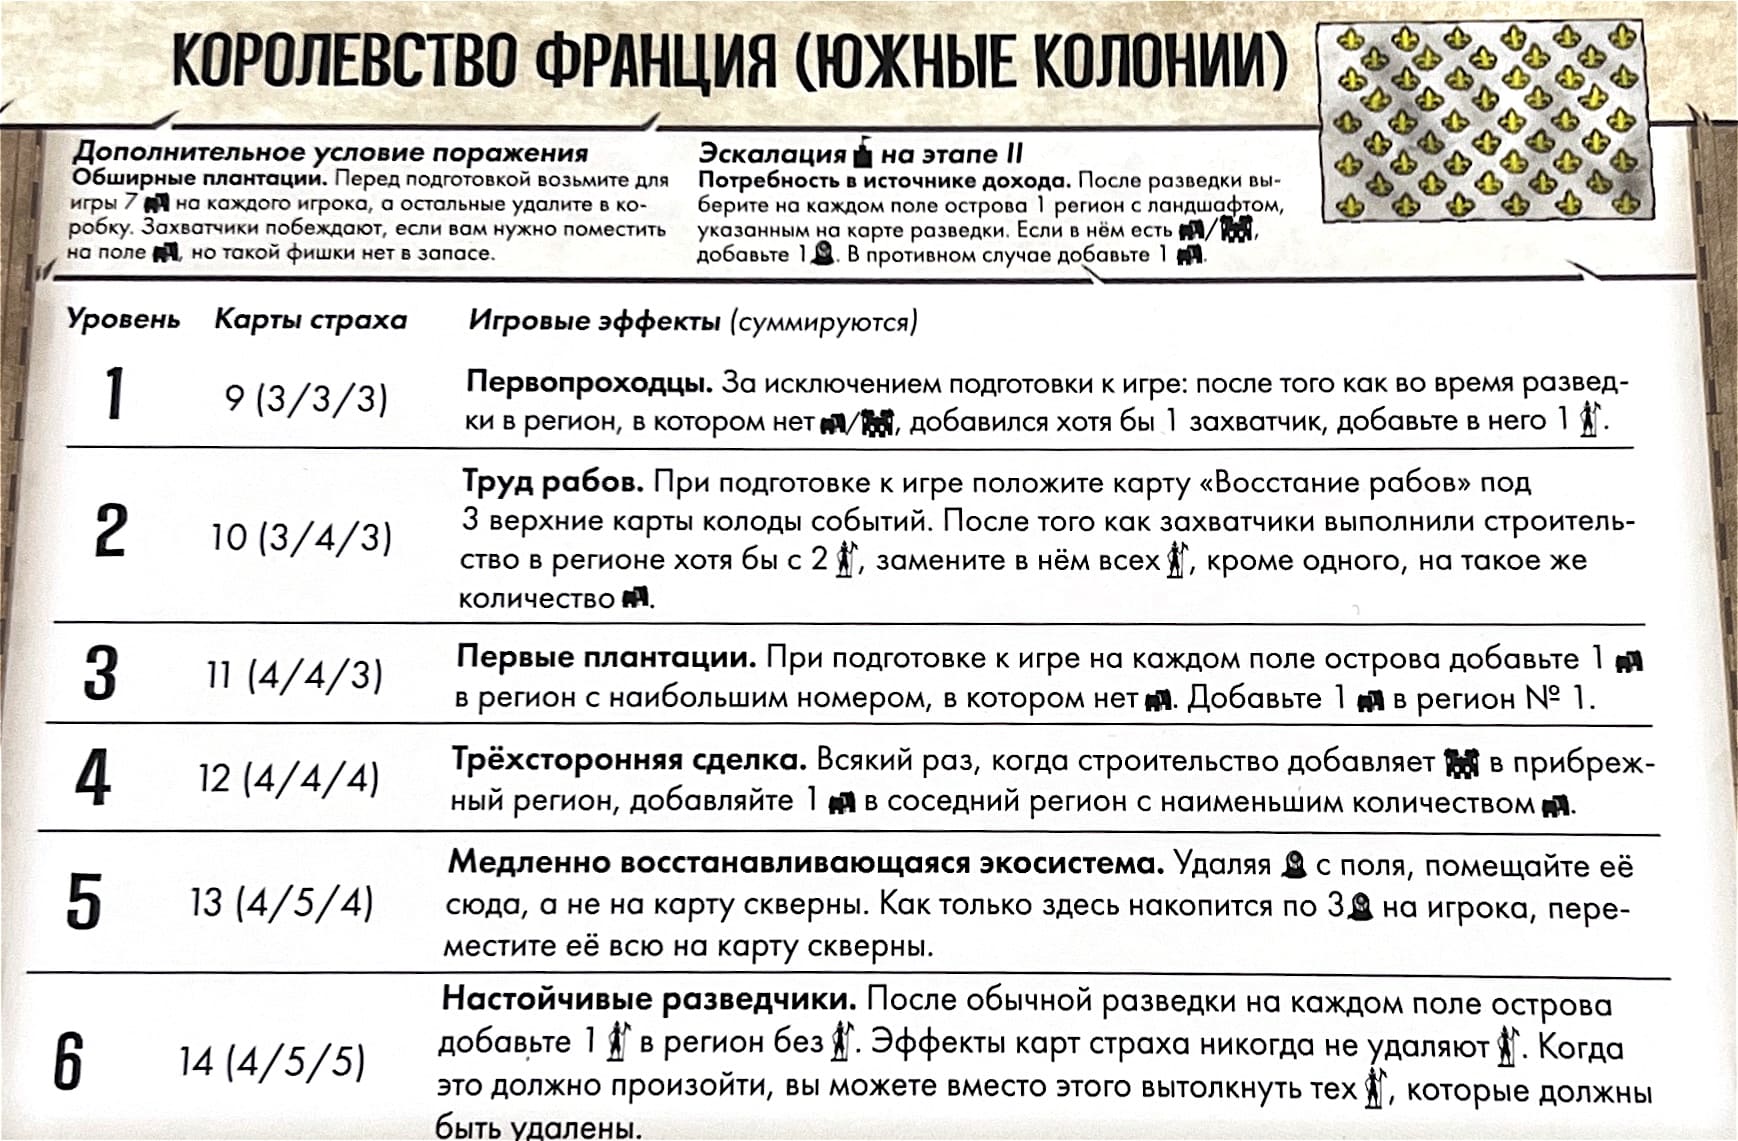 КОРОЛЕВСТВО ФРАНЦИЯ (ЮЖНЫЕ КОЛОНИИ)
Дополнительное условие поражения
Обширные плантации. Перед подготовкой возьмите для
игры 7 на каждого игрока, а остальные удалите в ко-
робку. Захватчики побеждают, если вам нужно поместить
на поле , но такой фишки нет в запасе.
Эскалация на этапе II
Потребность в источнике дохода. После разведки вы-
берите на каждом поле острова 1 регион с ландшафтом,
указанным на карте разведки. Если в нём есть / ,
добавьте 1 . В противном случае добавьте 1 .
Уровень Карты страха Игровые эффекты (суммируются)
1 9 (3/3/3) Первопроходцы. За исключением подготовки к игре: после того как во время развед-
ки в регион, в котором нет / , добавился хотя бы 1 захватчик, добавьте в него 1 .
2 10 (3/4/3) Труд рабов. При подготовке к игре положите карту «Восстание рабов» под
3 верхние карты колоды событий. После того как захватчики выполнили строитель-
ство в регионе хотя бы с 2 , замените в нём всех , кроме одного, на такое же
количество .
3 11 (4/4/3) Первые плантации. При подготовке к игре на каждом поле острова добавьте 1
в регион с наибольшим номером, в котором нет . Добавьте 1 в регион № 1.
4 12 (4/4/4) Трёхсторонняя сделка. Всякий раз, когда строительство добавляет в прибреж-
ный регион, добавляйте 1 в соседний регион с наименьшим количеством .
5 13 (4/5/4) Медленно восстанавливающаяся экосистема. Удаляя с поля, помещайте её
сюда, а не на карту скверны. Как только здесь накопится по 3 на игрока, пере-
местите её всю на карту скверны.
6 14 (4/5/5) Настойчивые разведчики. После обычной разведки на каждом поле острова
добавьте 1 в регион без . Эффекты карт страха никогда не удаляют . Когда
это должно произойти, вы можете вместо этого вытолкнуть тех , которые должны
быть удалены.